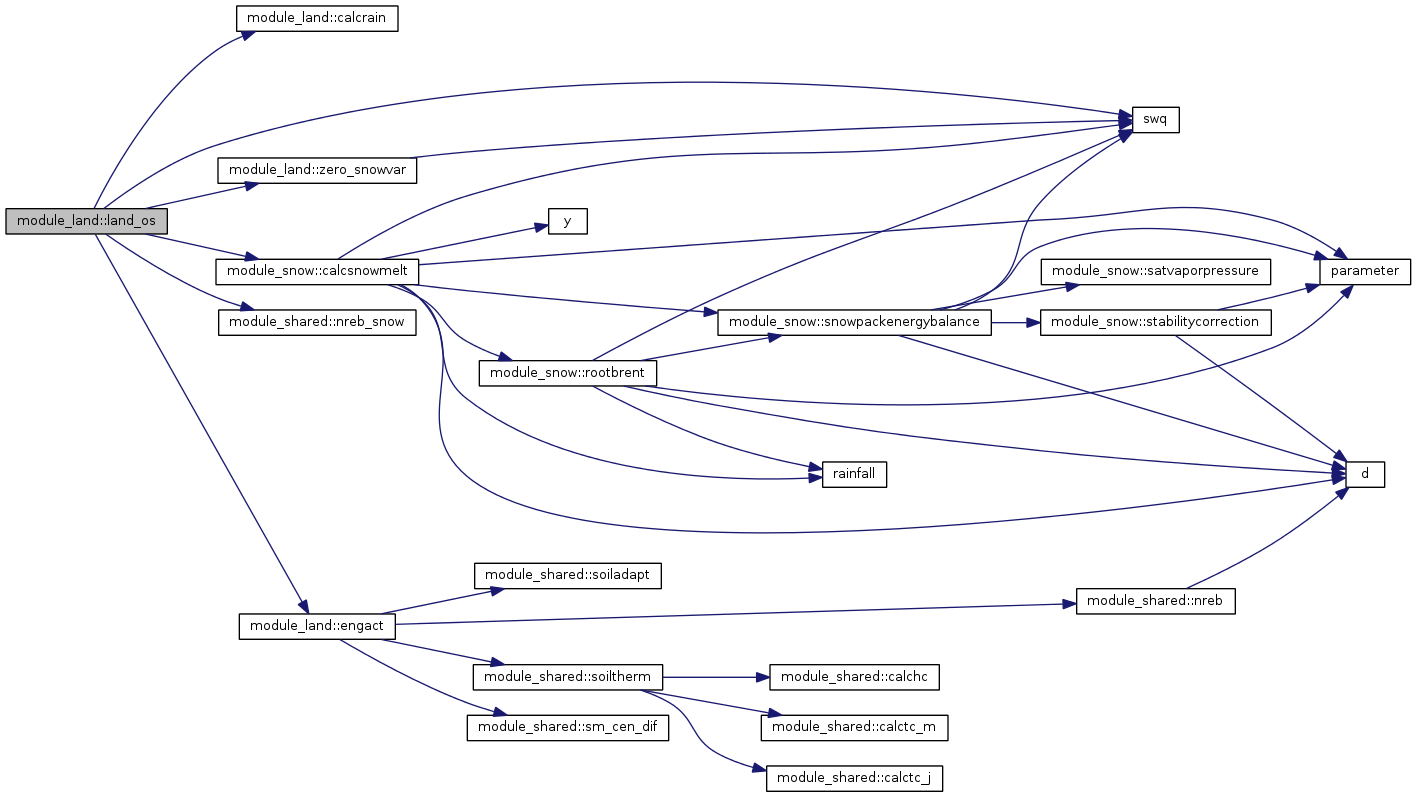 module_land::calcrain
swq
module_land::zero_snowvar
module_land::land_os
y
module_snow::calcsnowmelt
module_snow::satvaporpressure
parameter
module_shared::nreb_snow
module_snow::snowpackenergybalance
module_snow::stabilitycorrection
module_snow::rootbrent
rainfall
d
module_shared::soiladapt
module_shared::nreb
module_land::engact
module_shared::soiltherm
module_shared::calchc
module_shared::sm_cen_dif
module_shared::calctc_m
module_shared::calctc_j